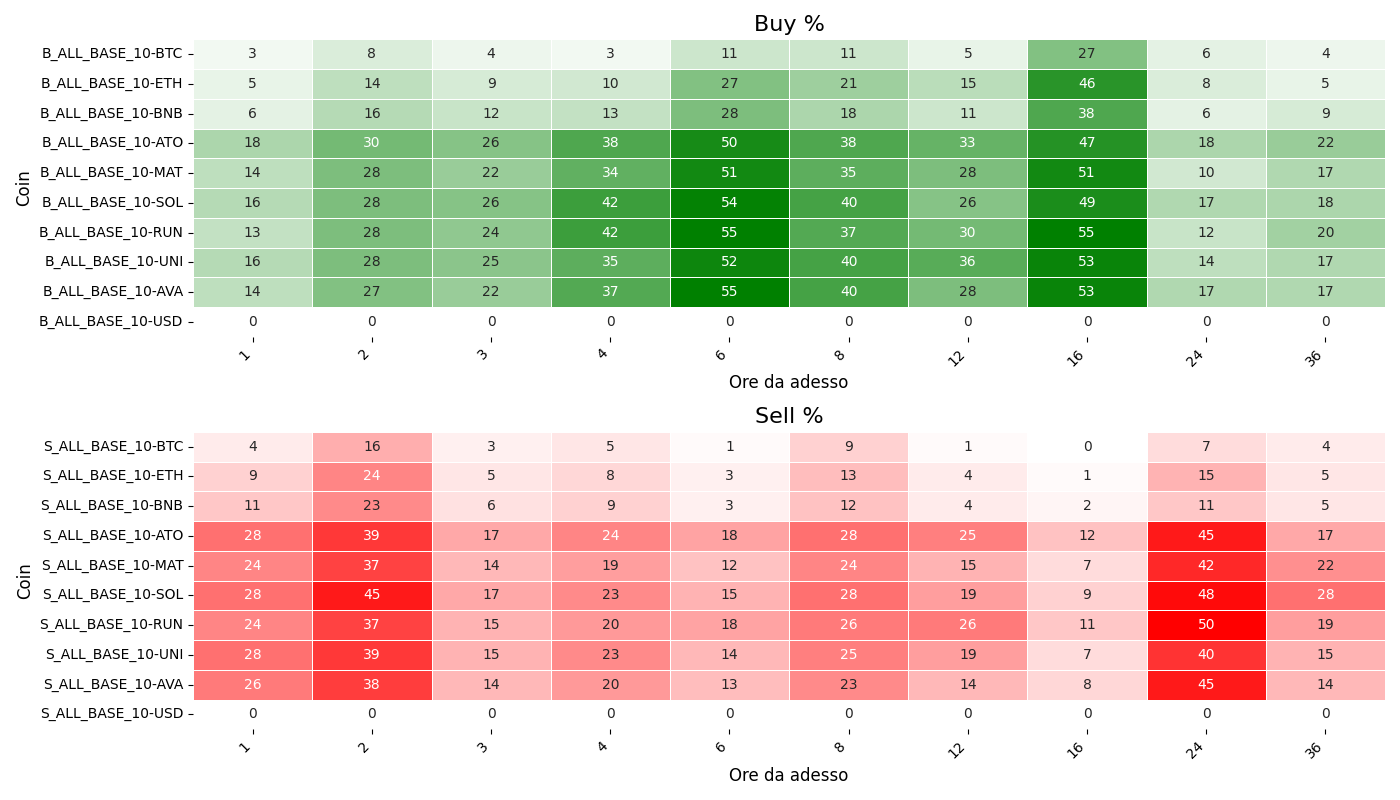 Buy %
Coin
B_ALL_BASE_10-BTC 3 8 4 3 11 11 5 27 6 4
B_ALL_BASE_10-ETH 5 14 9 10 27 21 15 46 8 5
B_ALL_BASE_10-BNB 6 16 12 13 28 18 11 38 6 9
B_ALL_BASE_10-ATO 18 30 26 38 50 38 33 47 18 22
B_ALL_BASE_10-MAT 14 28 22 34 51 35 28 51 10 17
B_ALL_BASE_10-SOL 16 28 26 42 54 40 26 49 17 18
B_ALL_BASE_10-RUN 13 28 24 42 55 37 30 55 12 20
B_ALL_BASE_10-UNI 16 28 25 35 52 40 36 53 14 17
B_ALL_BASE_10-AVA 14 27 22 37 55 40 28 53 17 17
B_ALL_BASE_10-USD 0 0 0 0 0 0 0 0 0 0
1 2 3 4 6 8 12 16 24 36
Ore da adesso
Sell %
Coin
S_ALL_BASE_10-BTC 4 16 3 5 1 9 1 0 7 4
S_ALL_BASE_10-ETH 9 24 5 8 3 13 4 1 15 5
S_ALL_BASE_10-BNB 11 23 6 9 3 12 4 2 11 5
S_ALL_BASE_10-ATO 28 39 17 24 18 28 25 12 45 17
S_ALL_BASE_10-MAT 24 37 14 19 12 24 15 7 42 22
S_ALL_BASE_10-SOL 28 45 17 23 15 28 19 9 48 28
S_ALL_BASE_10-RUN 24 37 15 20 18 26 26 11 50 19
S_ALL_BASE_10-UNI 28 39 15 23 14 25 19 7 40 15
S_ALL_BASE_10-AVA 26 38 14 20 13 23 14 8 45 14
S_ALL_BASE_10-USD 0 0 0 0 0 0 0 0 0 0
1 2 3 4 6 8 12 16 24 36
Ore da adesso